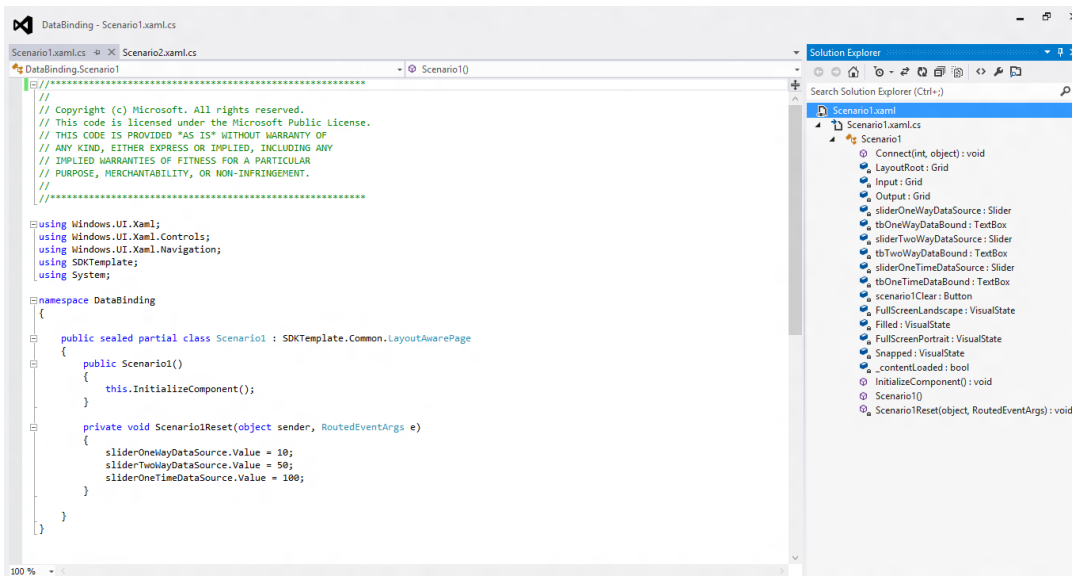 DataBinding - Scenario1.xaml.cs
Scenario1.xaml.cs Scenario2.xaml.cs
DataBinding.Scenario1 Scenario1()
//**********************************************************
//
// Copyright (c) Microsoft. All rights reserved.
// This code is licensed under the Microsoft Public License.
// THIS CODE IS PROVIDED *AS IS* WITHOUT WARRANTY OF
// ANY KIND, EITHER EXPRESS OR IMPLIED, INCLUDING ANY
// IMPLIED WARRANTIES OF FITNESS FOR A PARTICULAR
// PURPOSE, MERCHANTABILITY, OR NON-INFRINGEMENT.
//
//**********************************************************
using Windows.UI.Xaml;
using Windows.UI.Xaml.Controls;
using Windows.UI.Xaml.Navigation;
using SDKTemplate;
using System;
namespace DataBinding
{
public sealed partial class Scenario1 : SDKTemplate.Common.LayoutAwarePage
{
public Scenario1()
{
this.InitializeComponent();
}
private void Scenario1Reset(object sender, RoutedEventArgs e)
{
sliderOneWayDataSource.Value = 10;
sliderTwoWayDataSource.Value = 50;
sliderOneTimeDataSource.Value = 100;
}
}
}
100 %
Solution Explorer
Search Solution Explorer (Ctrl+;)
Scenario1.xaml
Scenario1.xaml.cs
Scenario1
Connect(int, object) : void
LayoutRoot : Grid
Input : Grid
Output : Grid
sliderOneWayDataSource : Slider
tbOneWayDataBound : TextBox
sliderTwoWayDataSource : Slider
tbTwoWayDataBound : TextBox
sliderOneTimeDataSource : Slider
tbOneTimeDataBound : TextBox
scenario1Clear : Button
FullScreenLandscape : VisualState
Filled : VisualState
FullScreenPortrait : VisualState
Snapped : VisualState
_contentLoaded : bool
InitializeComponent() : void
Scenario1()
Scenario1Reset(object, RoutedEventArgs) : void